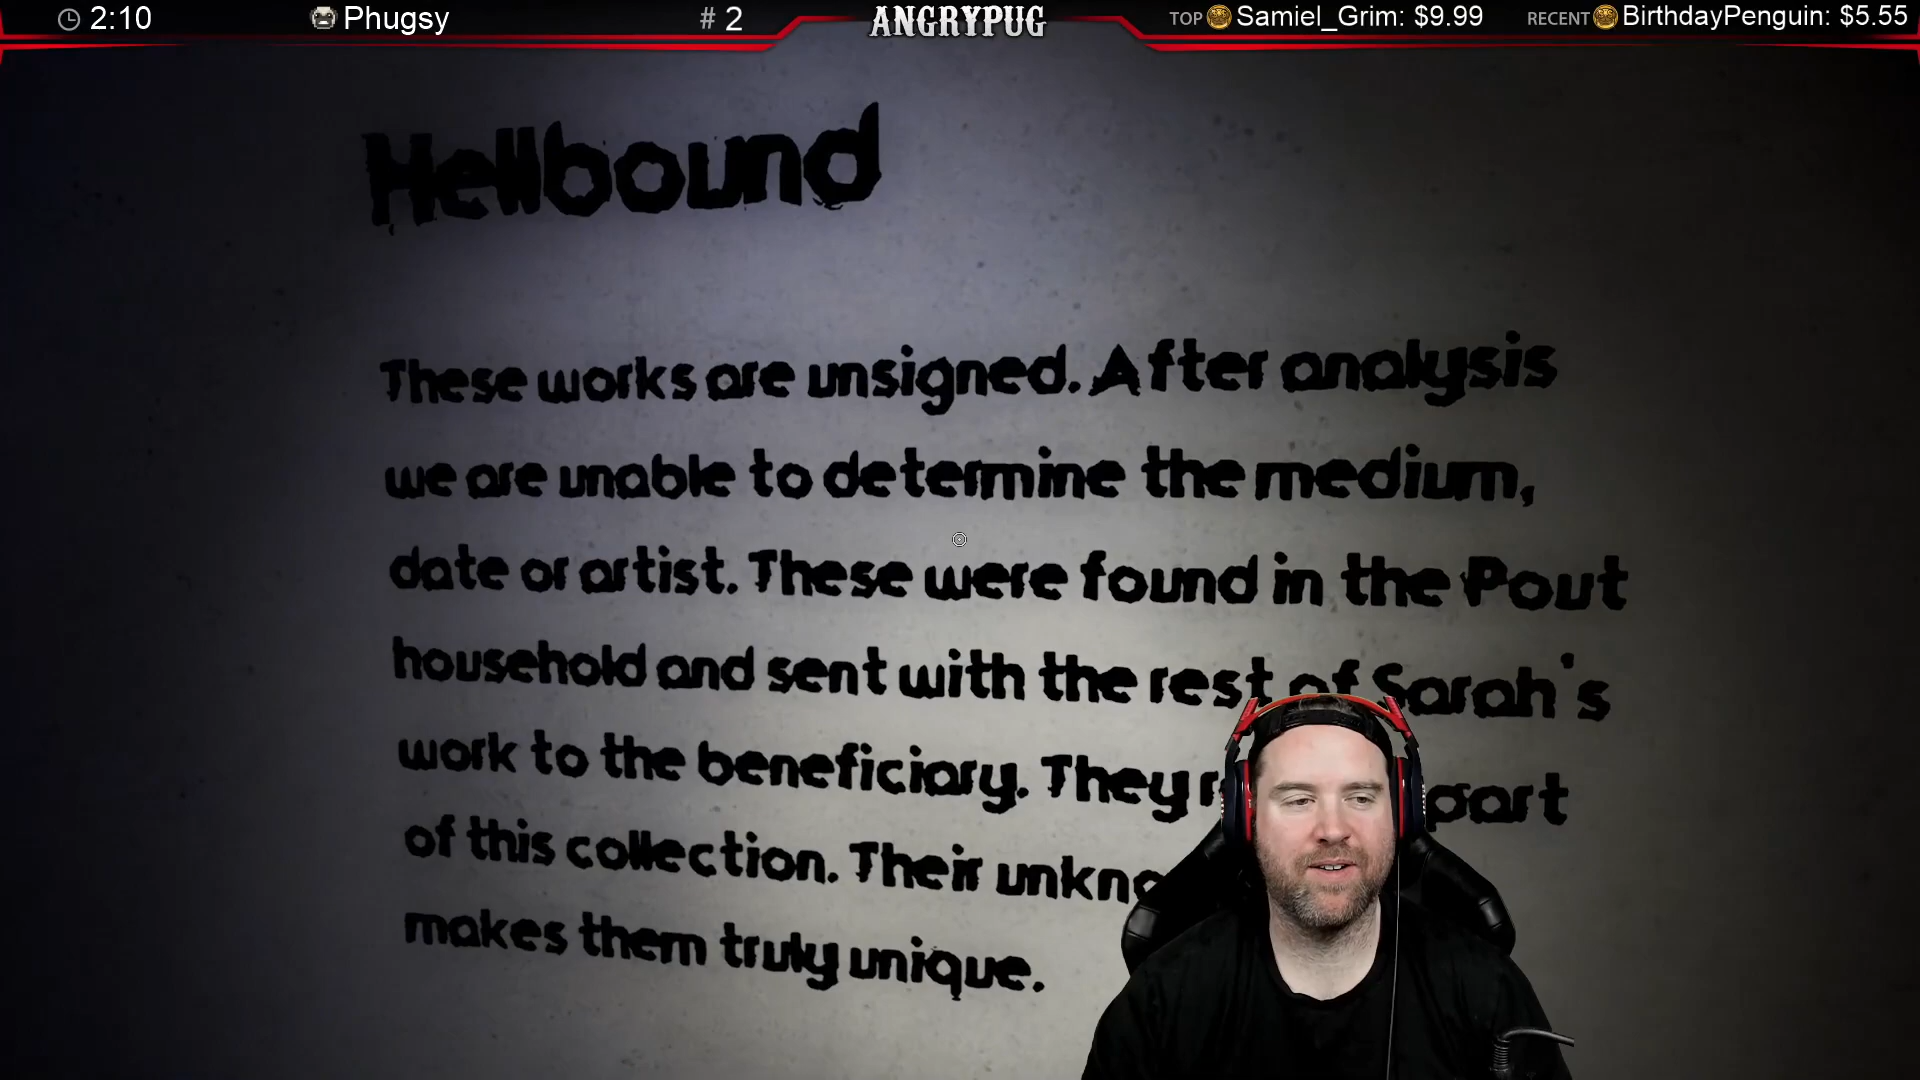 2:10 Phugsy # 2 ANGRYPUG TOP Samiel_Grim: $9.99 RECENT BirthdayPenguin: $5.55
Hellbound
These works are unsigned. After analysis
we are unable to determine the medium,
date or artist. These were found in the Pout
household and sent with the rest of Sarah's
work to the beneficiary. They part
of this collection. Their
makes them truly unique.